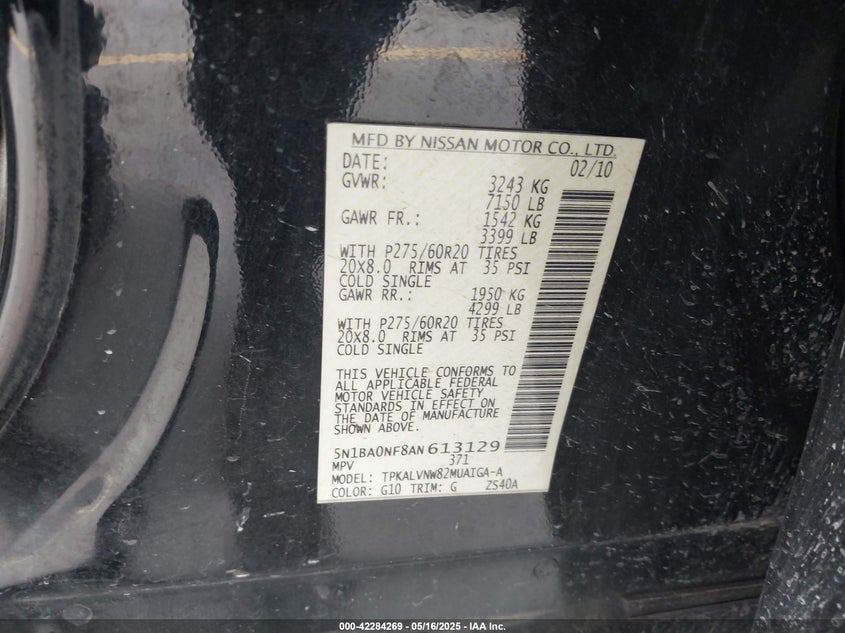 MFD BY NISSAN MOTOR CO., LTD.
DATE: 02/10
GVWR: 3243 KG
7150 LB
GAWR FR.: 1542 KG
3399 LB
WITH P275/60R20 TIRES
20X8.0 RIMS AT 35 PSI
COLD SINGLE
GAWR RR.: 1950 KG
4299 LB
WITH P275/60R20 TIRES
20X8.0 RIMS AT 35 PSI
COLD SINGLE
THIS VEHICLE CONFORMS TO
ALL APPLICABLE FEDERAL
MOTOR VEHICLE SAFETY
STANDARDS IN EFFECT ON
THE DATE OF MANUFACTURE
SHOWN ABOVE.
5N1BA0NF8AN 613129
MPV 371
MODEL: TPKALVNW82MUAIGA-A
COLOR: G10 TRIM: G ZS40A
000-42284269 - 05/16/2025 - IAA Inc.